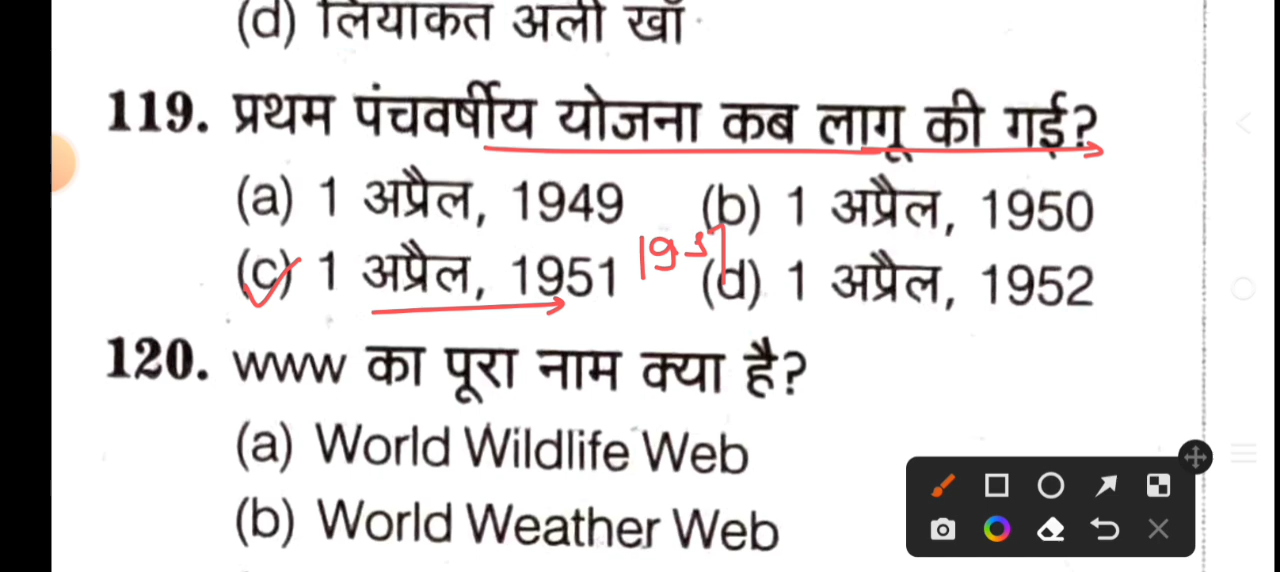 (d) लियाकत अली खाँ
119. प्रथम पंचवर्षीय योजना कब लागू की गई?
(a) 1 अप्रैल, 1949 (b) 1 अप्रैल, 1950
(c) 1 अप्रैल, 1951 1951 (d) 1 अप्रैल, 1952
120. www का पूरा नाम क्या है?
(a) World Wildlife Web
(b) World Weather Web